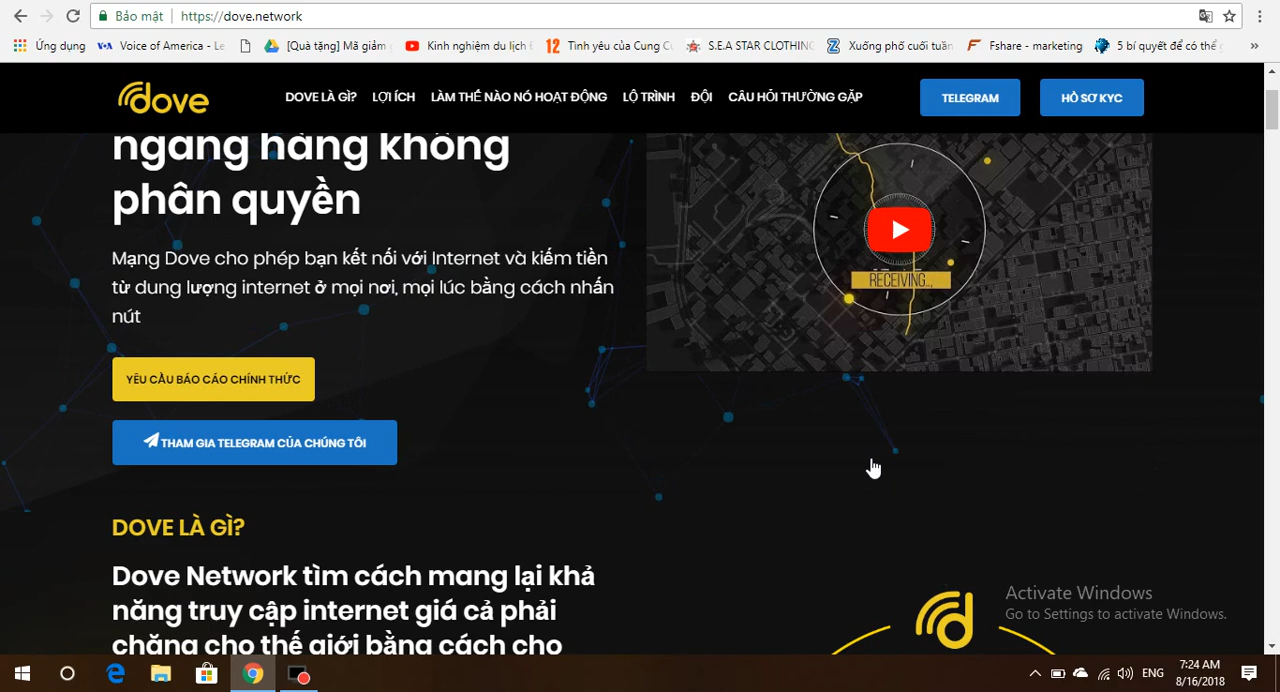 Bảo mật | https://dove.network
Ứng dụng Voice of America - Le [Quà tặng] Mã giảm Kinh nghiệm du lịch Tình yêu của Cung C S.E.A STAR CLOTHING Xuống phố cuối tuần Fshare - marketing 5 bí quyết để có thể »
dove DOVE LÀ GÌ? LỢI ÍCH LÀM THẾ NÀO NÓ HOẠT ĐỘNG LỘ TRÌNH ĐỘI CÂU HỎI THƯỜNG GẶP TELEGRAM HỒ SƠ KYC
ngang hàng không
phân quyền
Mạng Dove cho phép bạn kết nối với Internet và kiếm tiền
từ dung lượng internet ở mọi nơi, mọi lúc bằng cách nhấn
nút
RECEIVING...
YÊU CẦU BÁO CÁO CHÍNH THỨC
THAM GIA TELEGRAM CỦA CHÚNG TÔI
DOVE LÀ GÌ?
Dove Network tìm cách mang lại khả
năng truy cập internet giá cả phải
chăng cho thế giới bằng cách cho
Activate Windows
Go to Settings to activate Windows.
ENG
7:24 AM
8/16/2018